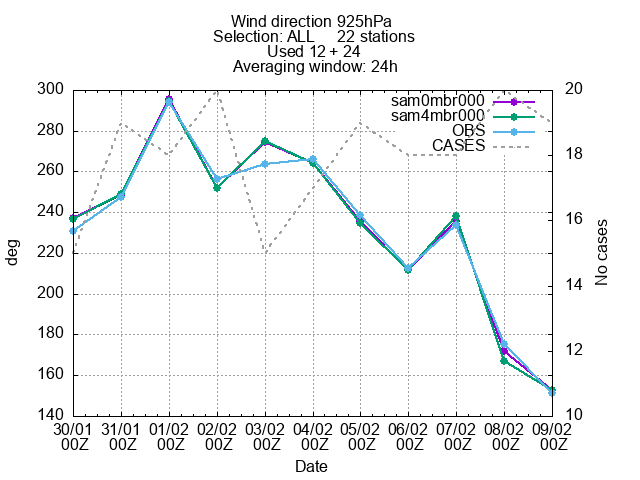 Wind direction 925hPa
Selection: ALL 22 stations
Used 12 + 24
Averaging window: 24h
sam0mbr000
sam4mbr000
OBS
CASES
300
280
260
240
220
200
180
160
140
deg
20
18
16
14
12
10
No cases
30/01 31/01 01/02 02/02 03/02 04/02 05/02 06/02 07/02 08/02 09/02
00Z 00Z 00Z 00Z 00Z 00Z 00Z 00Z 00Z 00Z 00Z
Date